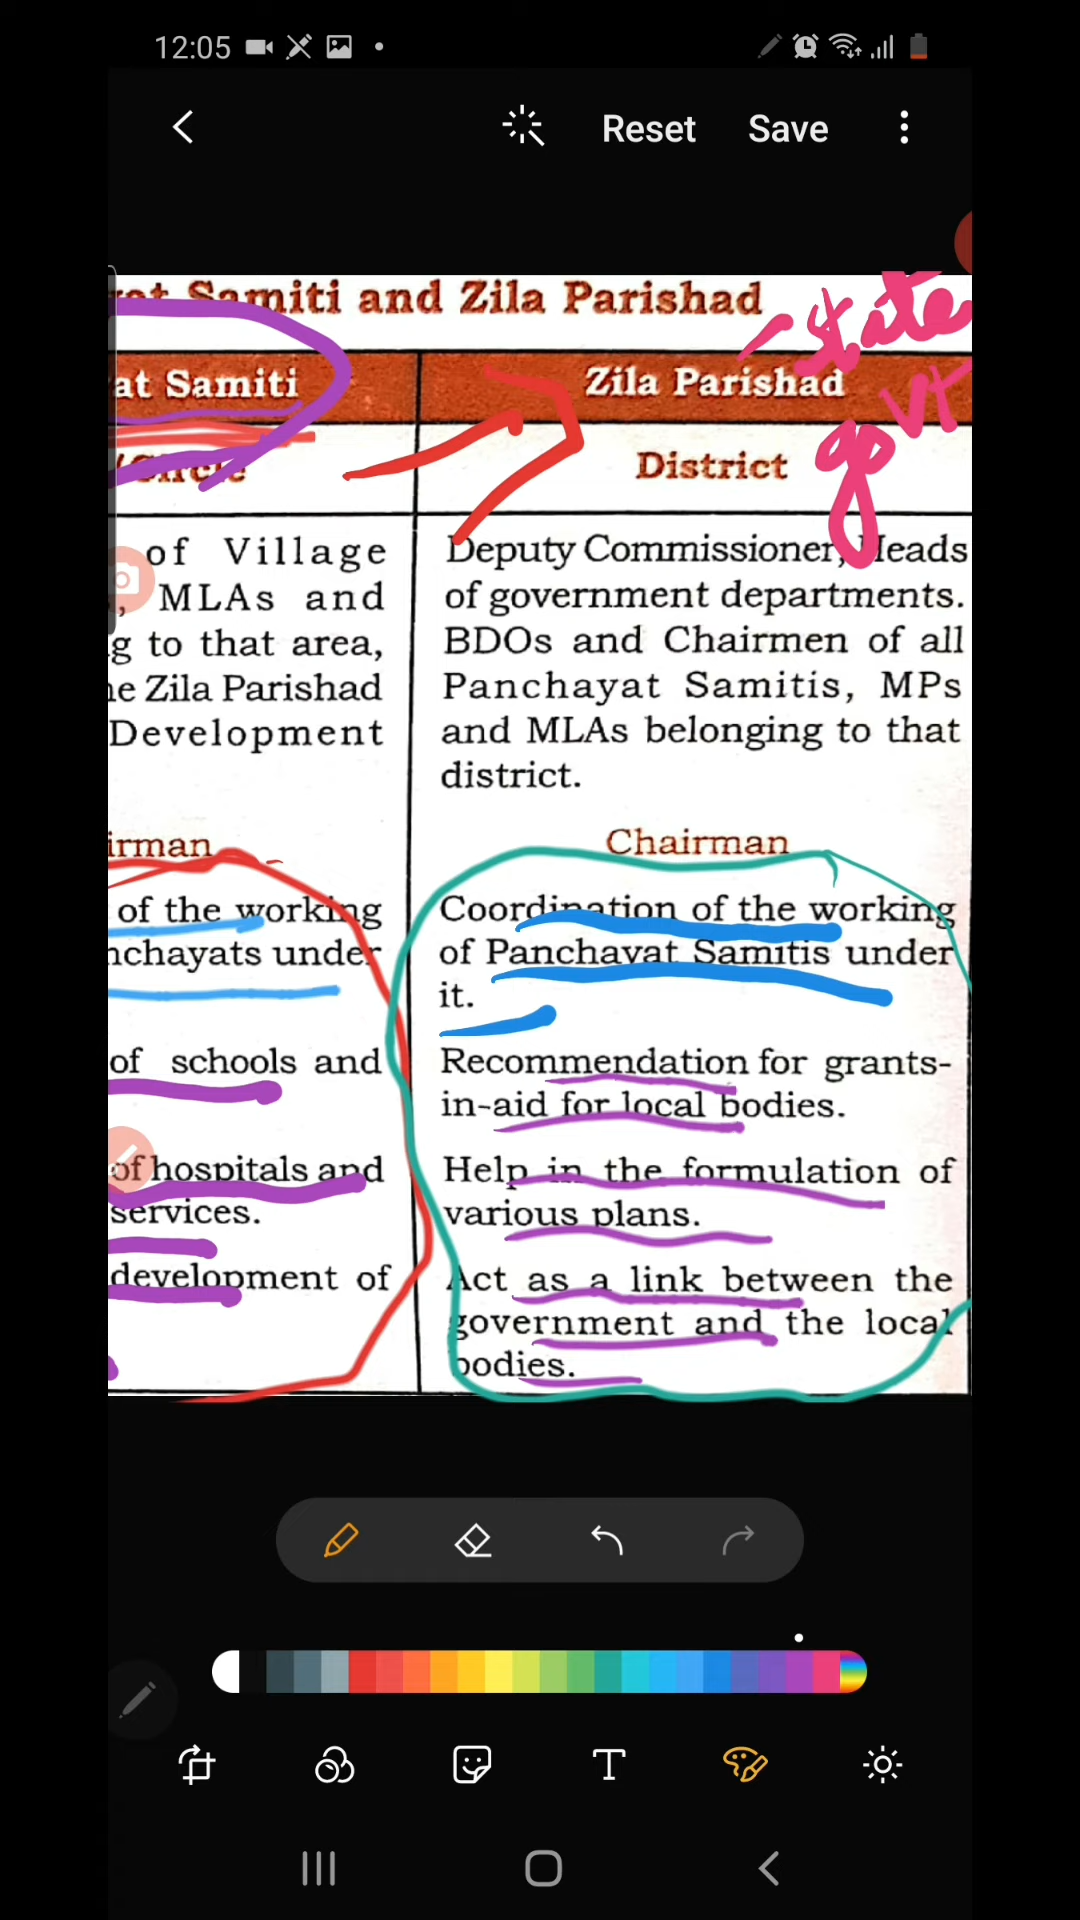 12:05
Reset Save
Samiti and Zila Parishad
state
at Samiti
Zila Parishad
govt
/Circle
District
of Village
MLAs and
g to that area,
he Zila Parishad
Development
Deputy Commissioner, Heads
of government departments.
BDOs and Chairmen of all
Panchayat Samitis, MPs
and MLAs belonging to that
district.
irman
Chairman
of the working
nchayats under
of schools and
of hospitals and
services.
development of
Coordination of the working
of Panchayat Samitis under
it.
Recommendation for grants-
in-aid for local bodies.
Help in the formulation of
various plans.
Act as a link between the
government and the local
bodies.
T